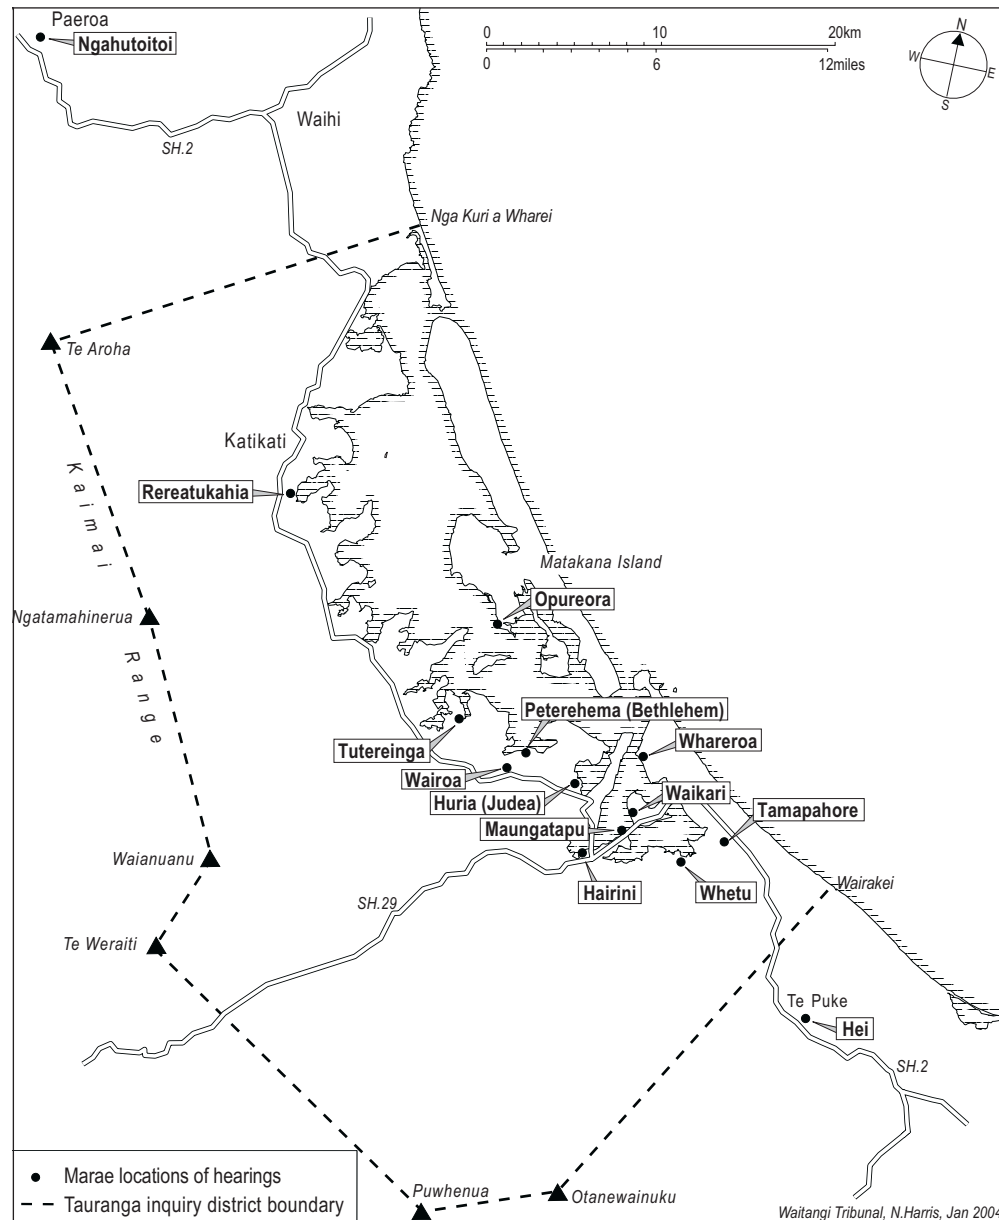 Paeroa
Ngahutoitoi
0 10 20km
0 6 12miles
N
W
E
S
Waihi
SH.2
Nga Kuri a Wharei
Te Aroha
Katikati
Kaimai
Range
Rereatukahia
Matakana Island
Opureora
Ngatamahinerua
Peterehema (Bethlehem)
Tutereinga
Whareroa
Wairoa
Waikari
Huria (Judea)
Tamapahore
Maungatapu
Waianuanu
Hairini
Whetu
Wairakei
SH.29
Te Weraiti
Te Puke
Hei
SH.2
Marae locations of hearings
Tauranga inquiry district boundary
Puwhenua
Otanewainuku
Waitangi Tribunal, N.Harris, Jan 2004